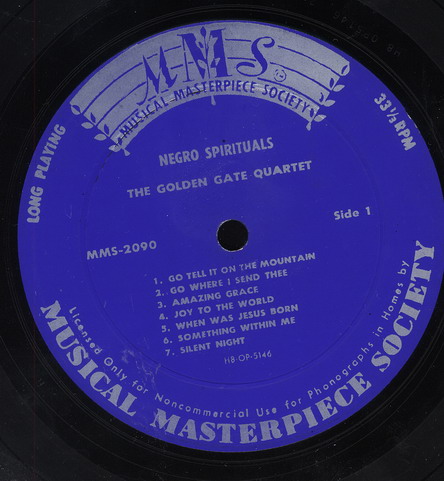 MMS
MUSICAL MASTERPIECE SOCIETY
LONG PLAYING
33⅓ RPM
NEGRO SPIRITUALS
THE GOLDEN GATE QUARTET
Side 1
MMS-2090
1. GO TELL IT ON THE MOUNTAIN
2. GO WHERE I SEND THEE
3. AMAZING GRACE
4. JOY TO THE WORLD
5. WHEN WAS JESUS BORN
6. SOMETHING WITHIN ME
7. SILENT NIGHT
HB-OP-5146
Licensed Only for Noncommercial Use for Phonographs in Homes by
MUSICAL MASTERPIECE SOCIETY